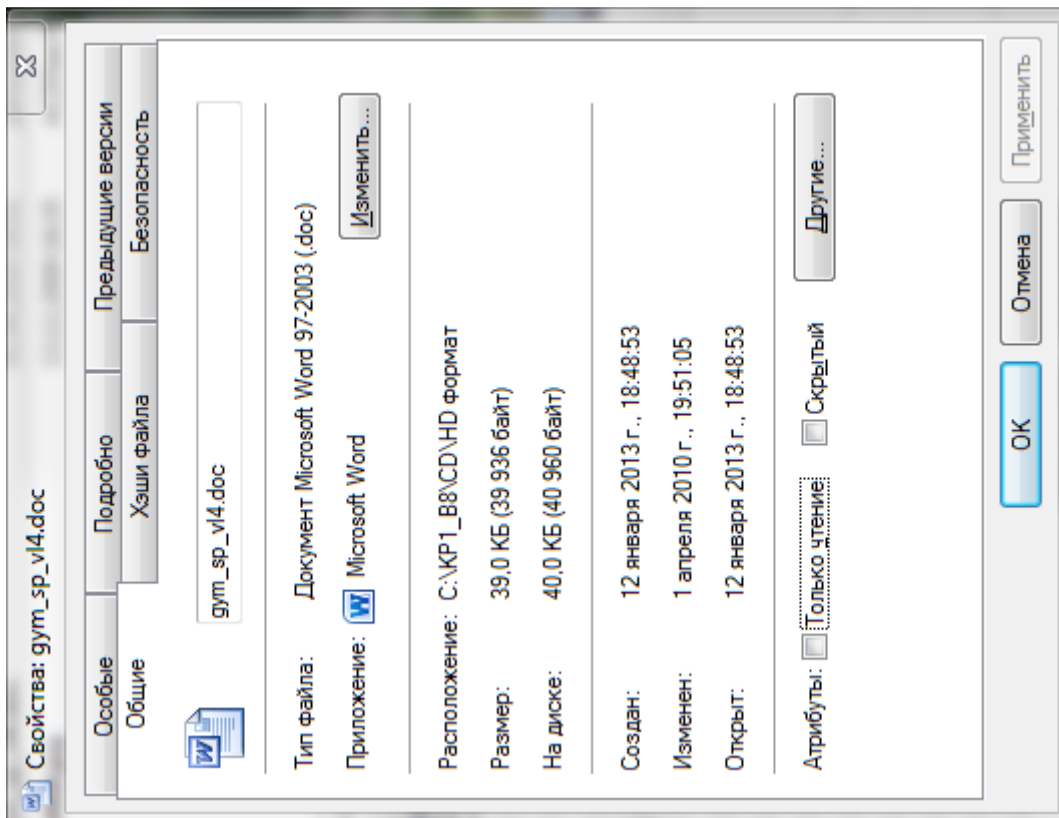 Свойства: gym_sp_vl4.doc
Особые Подробно Предыдущие версии
Общие Хэши файла Безопасность
gym_sp_vl4.doc
Тип файла: Документ Microsoft Word 97-2003 (.doc)
Приложение: Microsoft Word Изменить...
Расположение: C:\KP1_B8\CD\HD формат
Размер: 39,0 КБ (39 936 байт)
На диске: 40,0 КБ (40 960 байт)
Создан: 12 января 2013 г., 18:48:53
Изменен: 1 апреля 2010 г., 19:51:05
Открыт: 12 января 2013 г., 18:48:53
Атрибуты: Только чтение Скрытый Другие...
ОК Отмена Применить